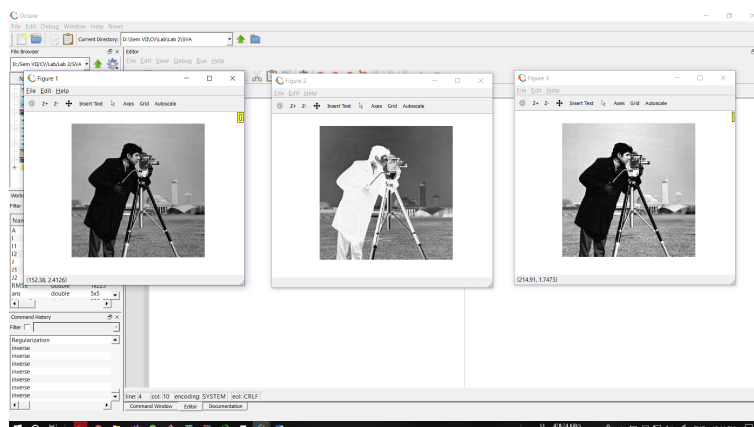 Octave
File Edit Debug Window Help News
Current Directory: D:\Sem VII\CV\Lab\Lab 2\SVA
File Browser
Editor
D:/Sem VII/CV/Lab/Lab 2/SVA
File Edit View Debug Run Help
Figure 1
File Edit Help
Z+ Z- Insert Text Axes Grid Autoscale
(152.38, 2.4126)
Figure 2
File Edit Help
Z+ Z- Insert Text Axes Grid Autoscale
Figure 3
File Edit Help
Z+ Z- Insert Text Axes Grid Autoscale
(214.91, 1.7473)
Filter
A
I
I1
I2
J
J1
J2
RMSE double 1x225
ans double 5x5
Command History
Filter
Regularization
inverse
inverse
inverse
inverse
inverse
inverse
inverse
line: 4 col: 10 encoding: SYSTEM eol: CRLF
Command Window Editor Documentation